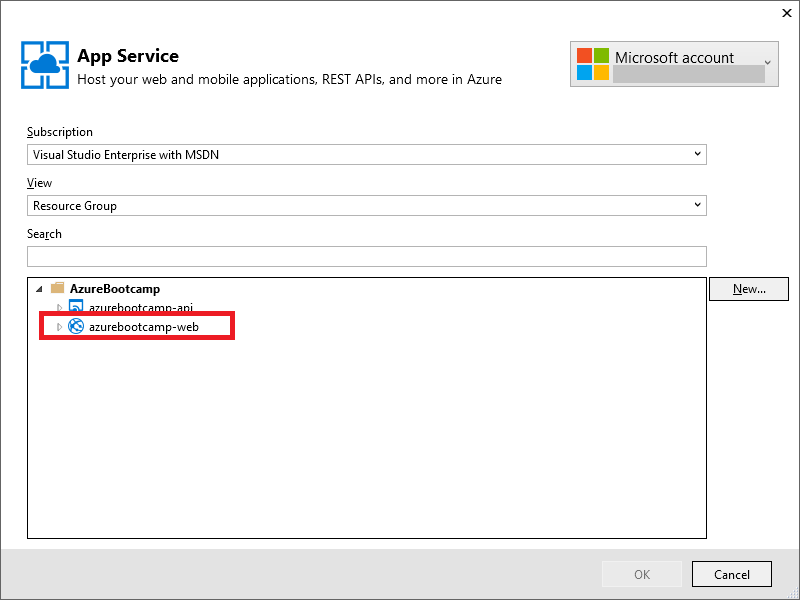 App Service
Host your web and mobile applications, REST APIs, and more in Azure
Microsoft account
Subscription
Visual Studio Enterprise with MSDN
View
Resource Group
Search
AzureBootcamp
New...
azurebootcamp-api
azurebootcamp-web
OK
Cancel